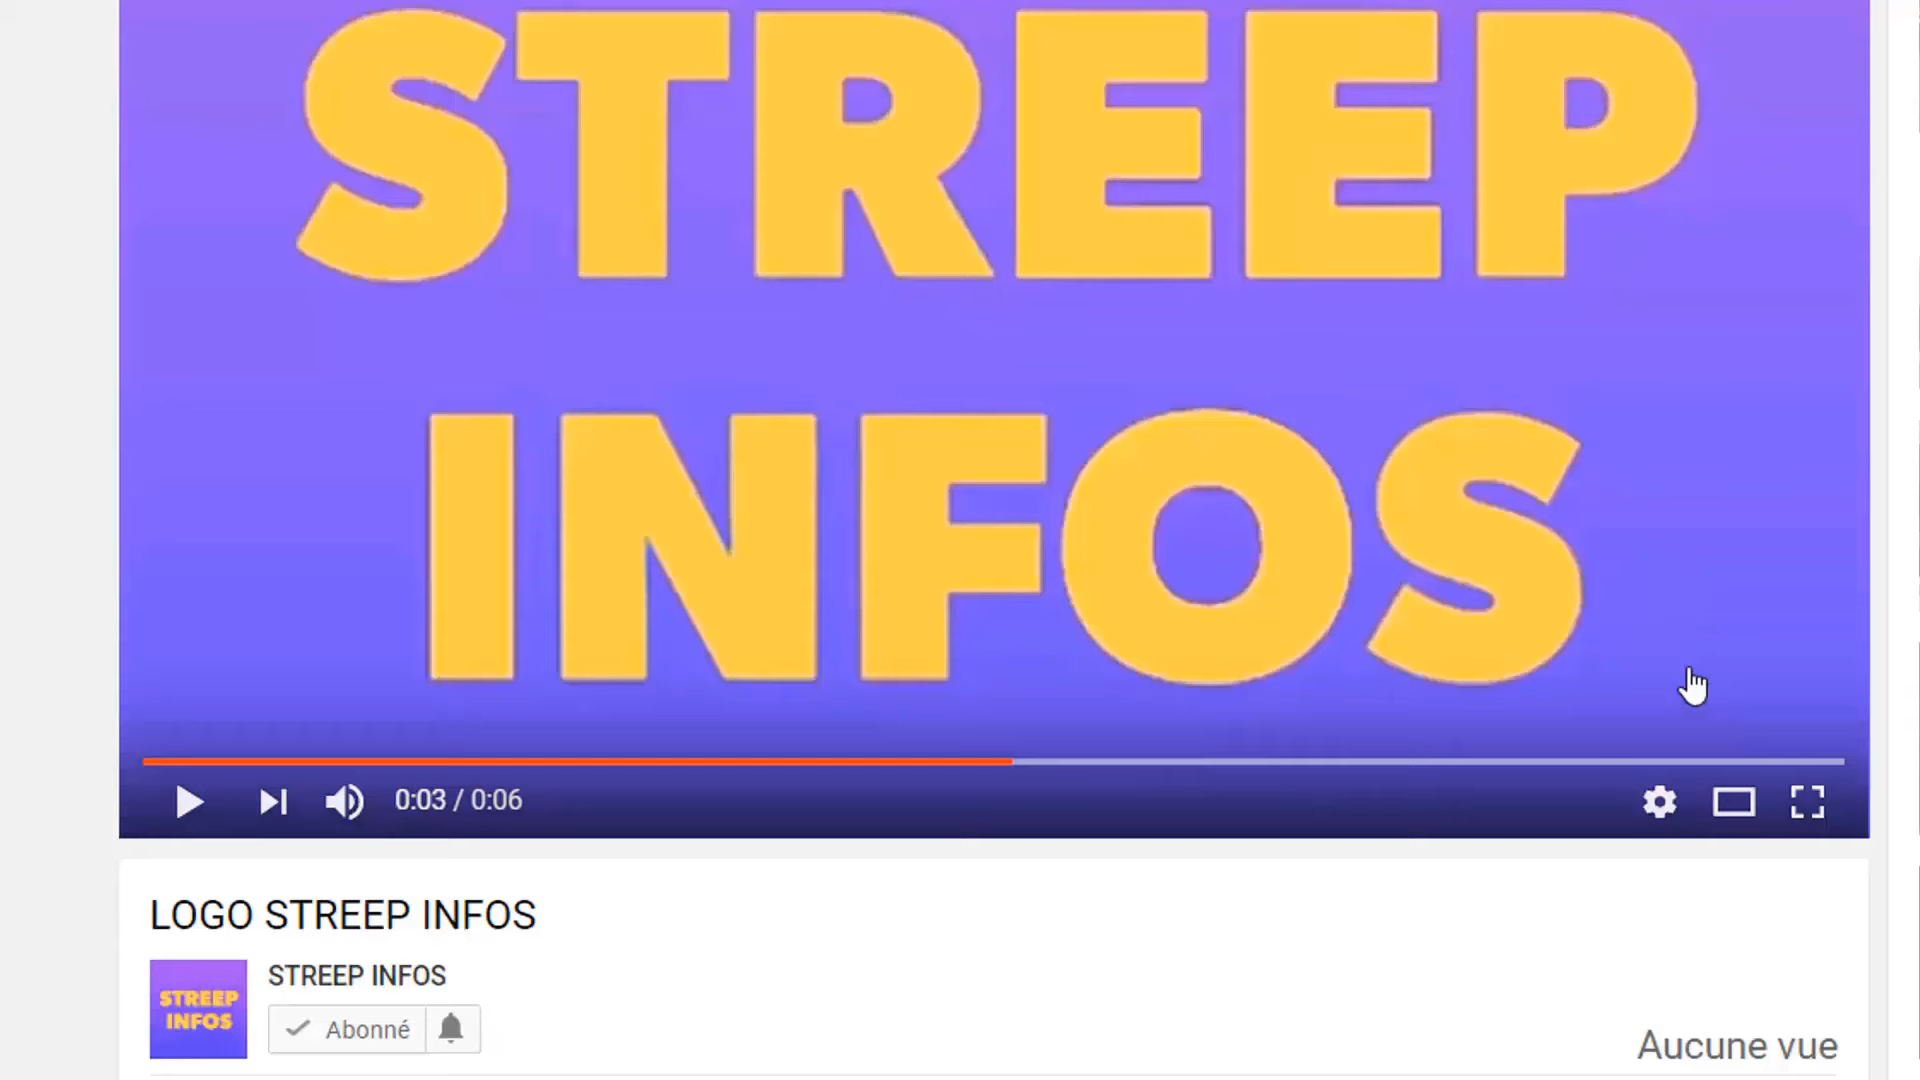 STREEP
INFOS
0:03 / 0:06
LOGO STREEP INFOS
STREEP INFOS
STREEP
INFOS
Abonné
Aucune vue